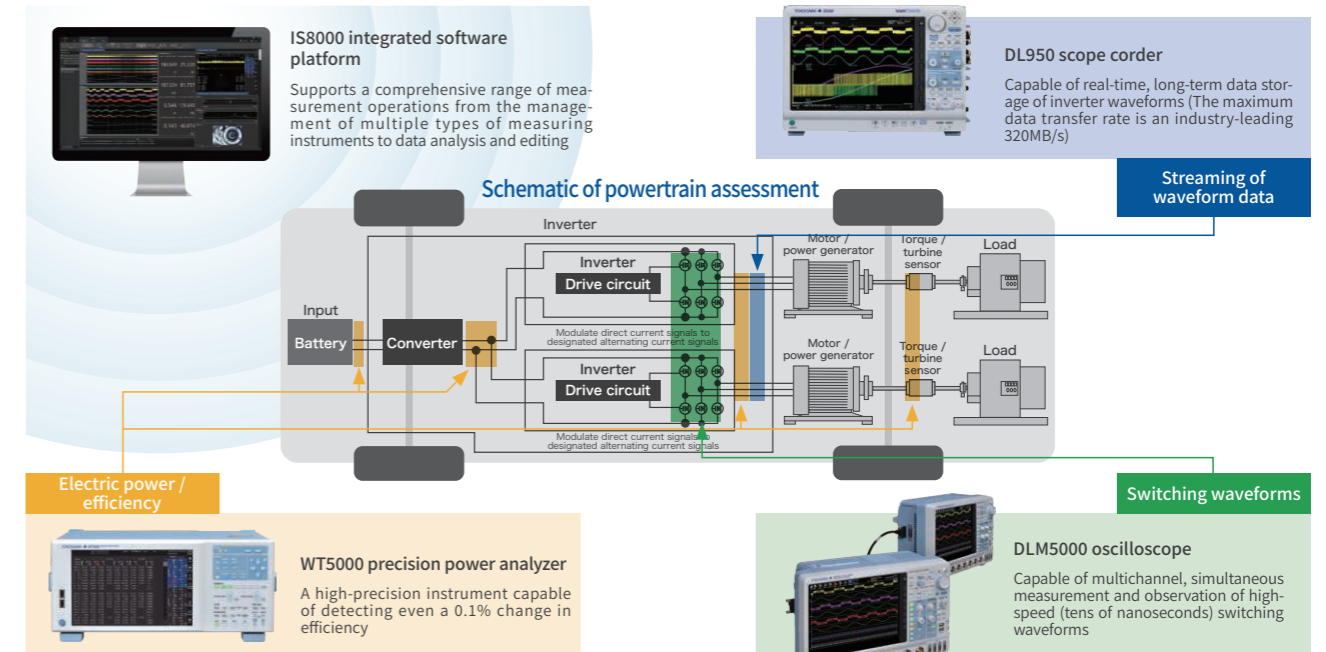 IS8000 integrated software
platform
Supports a comprehensive range of mea-
surement operations from the manage-
ment of multiple types of measuring
instruments to data analysis and editing
DL950 scope corder
Capable of real-time, long-term data stor-
age of inverter waveforms (The maximum
data transfer rate is an industry-leading
320MB/s)
Streaming of
waveform data
Schematic of powertrain assessment
Inverter
Motor /
power generator
Torque /
turbine
sensor
Load
Inverter
Drive circuit
Modulate direct current signals to
designated alternating current signals
Input
Battery
Converter
Motor /
power generator
Torque /
turbine
sensor
Load
Inverter
Drive circuit
Modulate direct current signals to
designated alternating current signals
Electric power /
efficiency
WT5000 precision power analyzer
A high-precision instrument capable
of detecting even a 0.1% change in
efficiency
Switching waveforms
DLM5000 oscilloscope
Capable of multichannel, simultaneous
measurement and observation of high-
speed (tens of nanoseconds) switching
waveforms